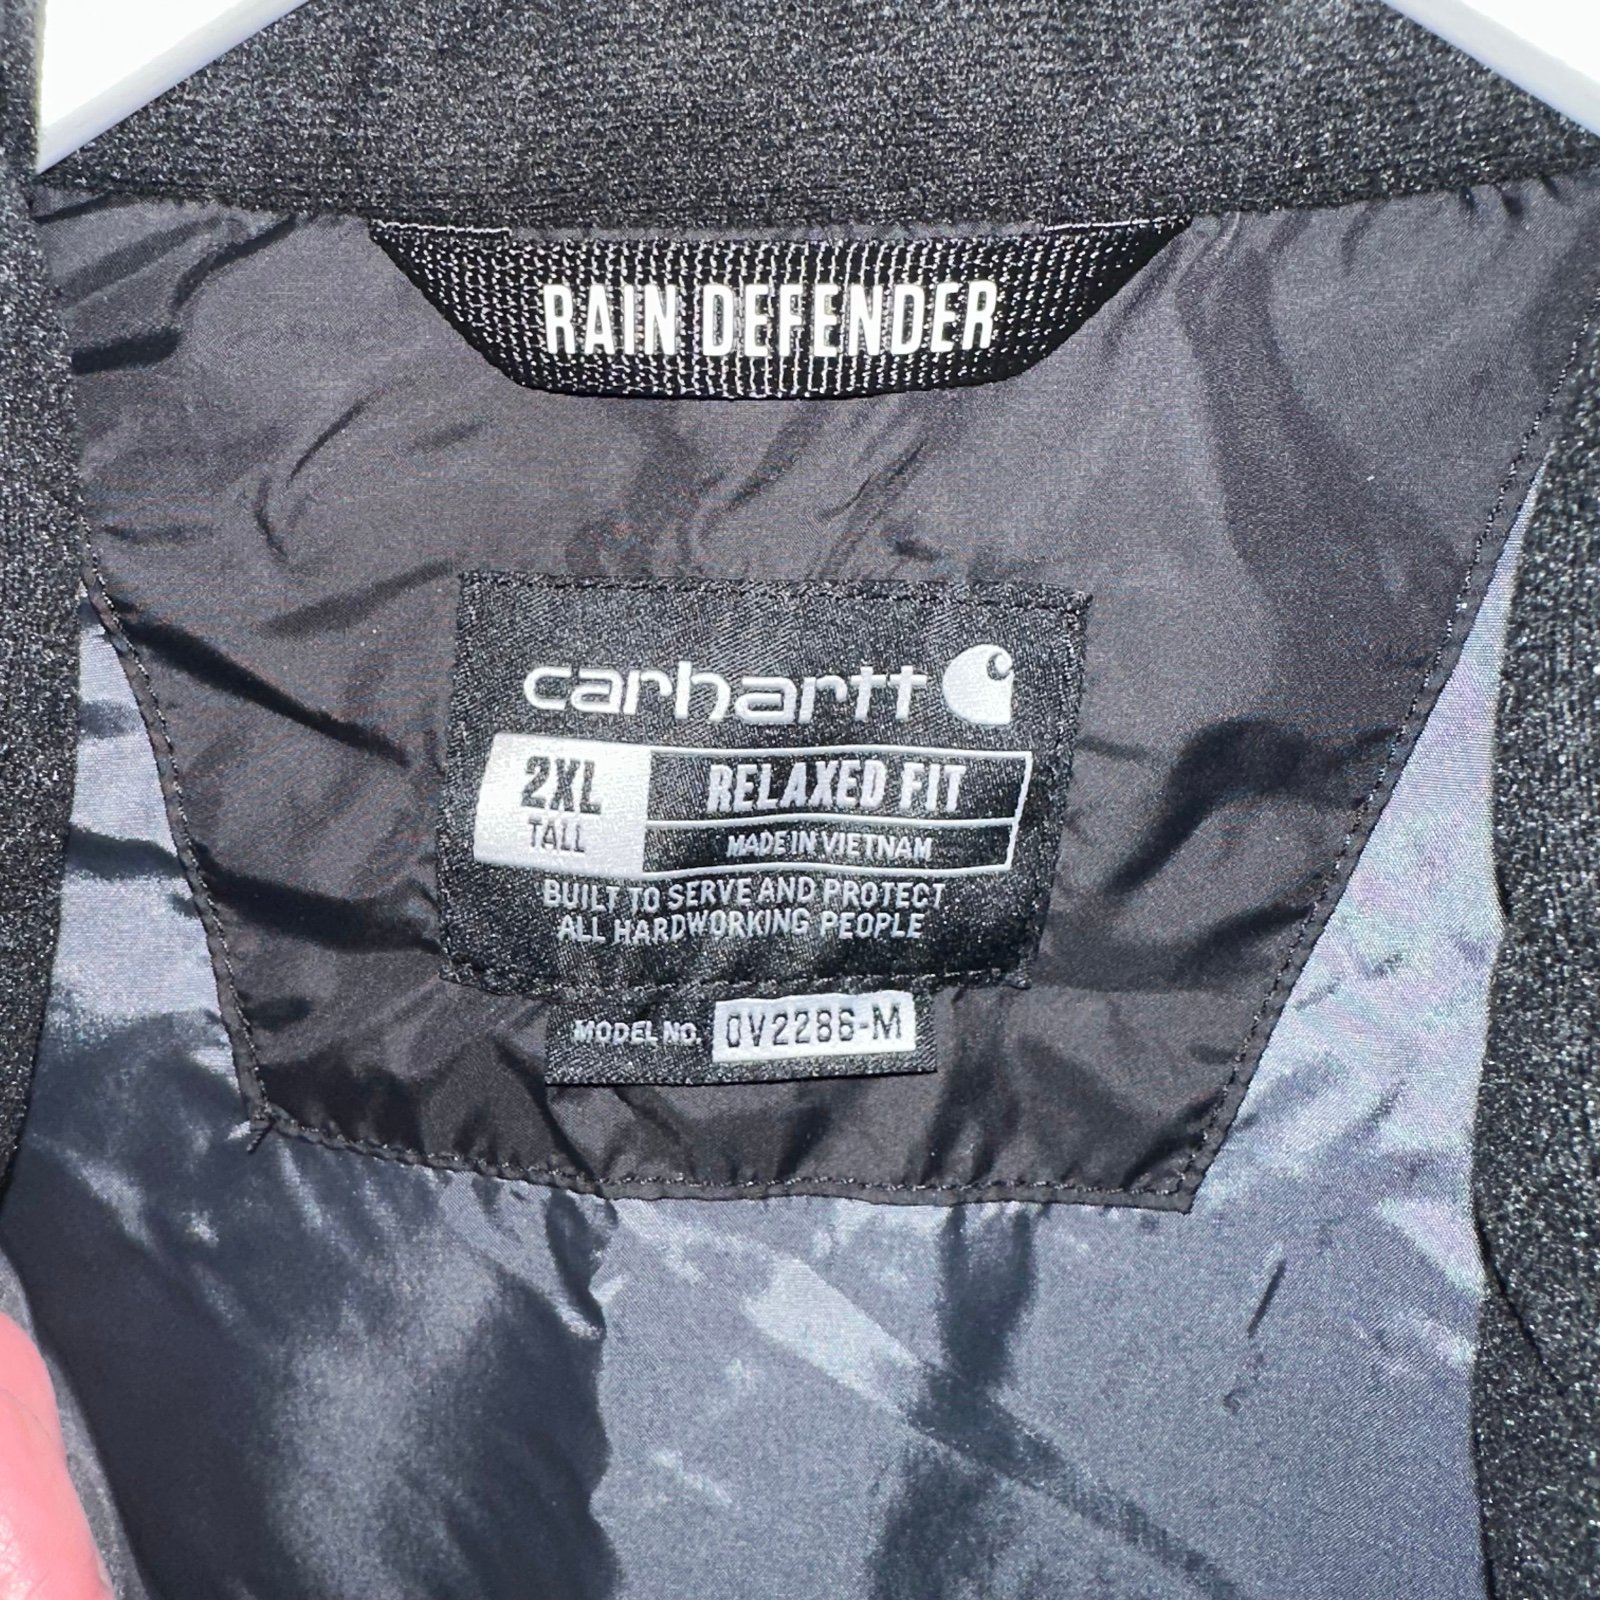 RAIN DEFENDER
carhartt
2XL
TALL
RELAXED FIT
MADE IN VIETNAM
BUILT TO SERVE AND PROTECT
ALL HARDWORKING PEOPLE
MODEL NO. OV2286-M